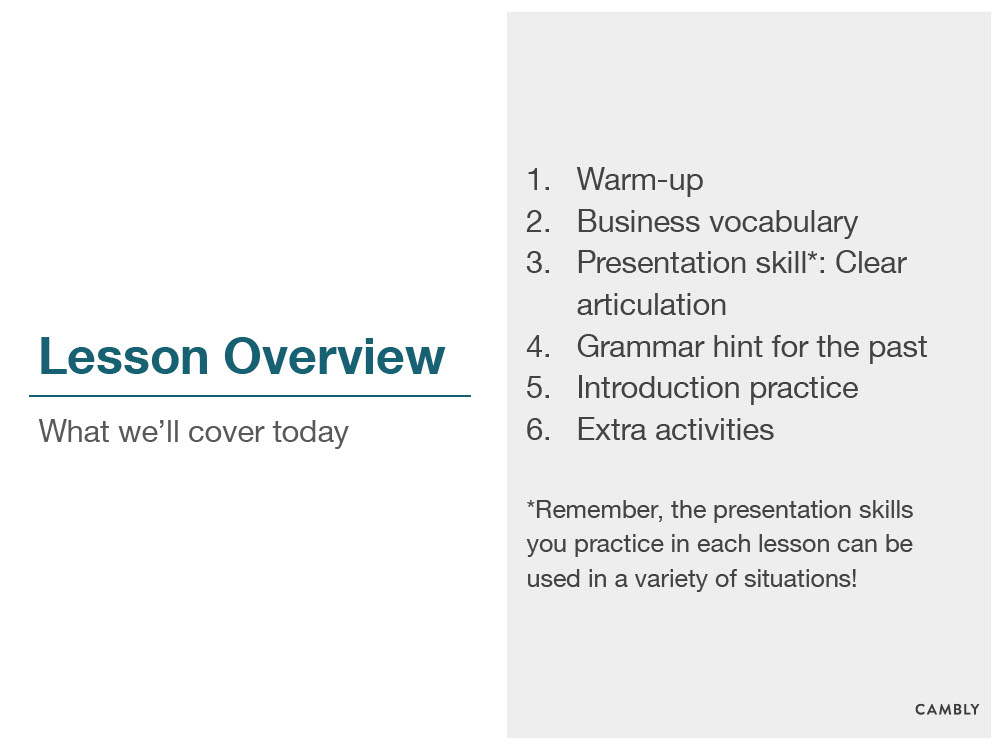 Lesson Overview
What we’ll cover today
1. Warm-up
2. Business vocabulary
3. Presentation skill*: Clear
articulation
4. Grammar hint for the past
5. Introduction practice
6. Extra activities
*Remember, the presentation skills
you practice in each lesson can be
used in a variety of situations!
CAMBLY